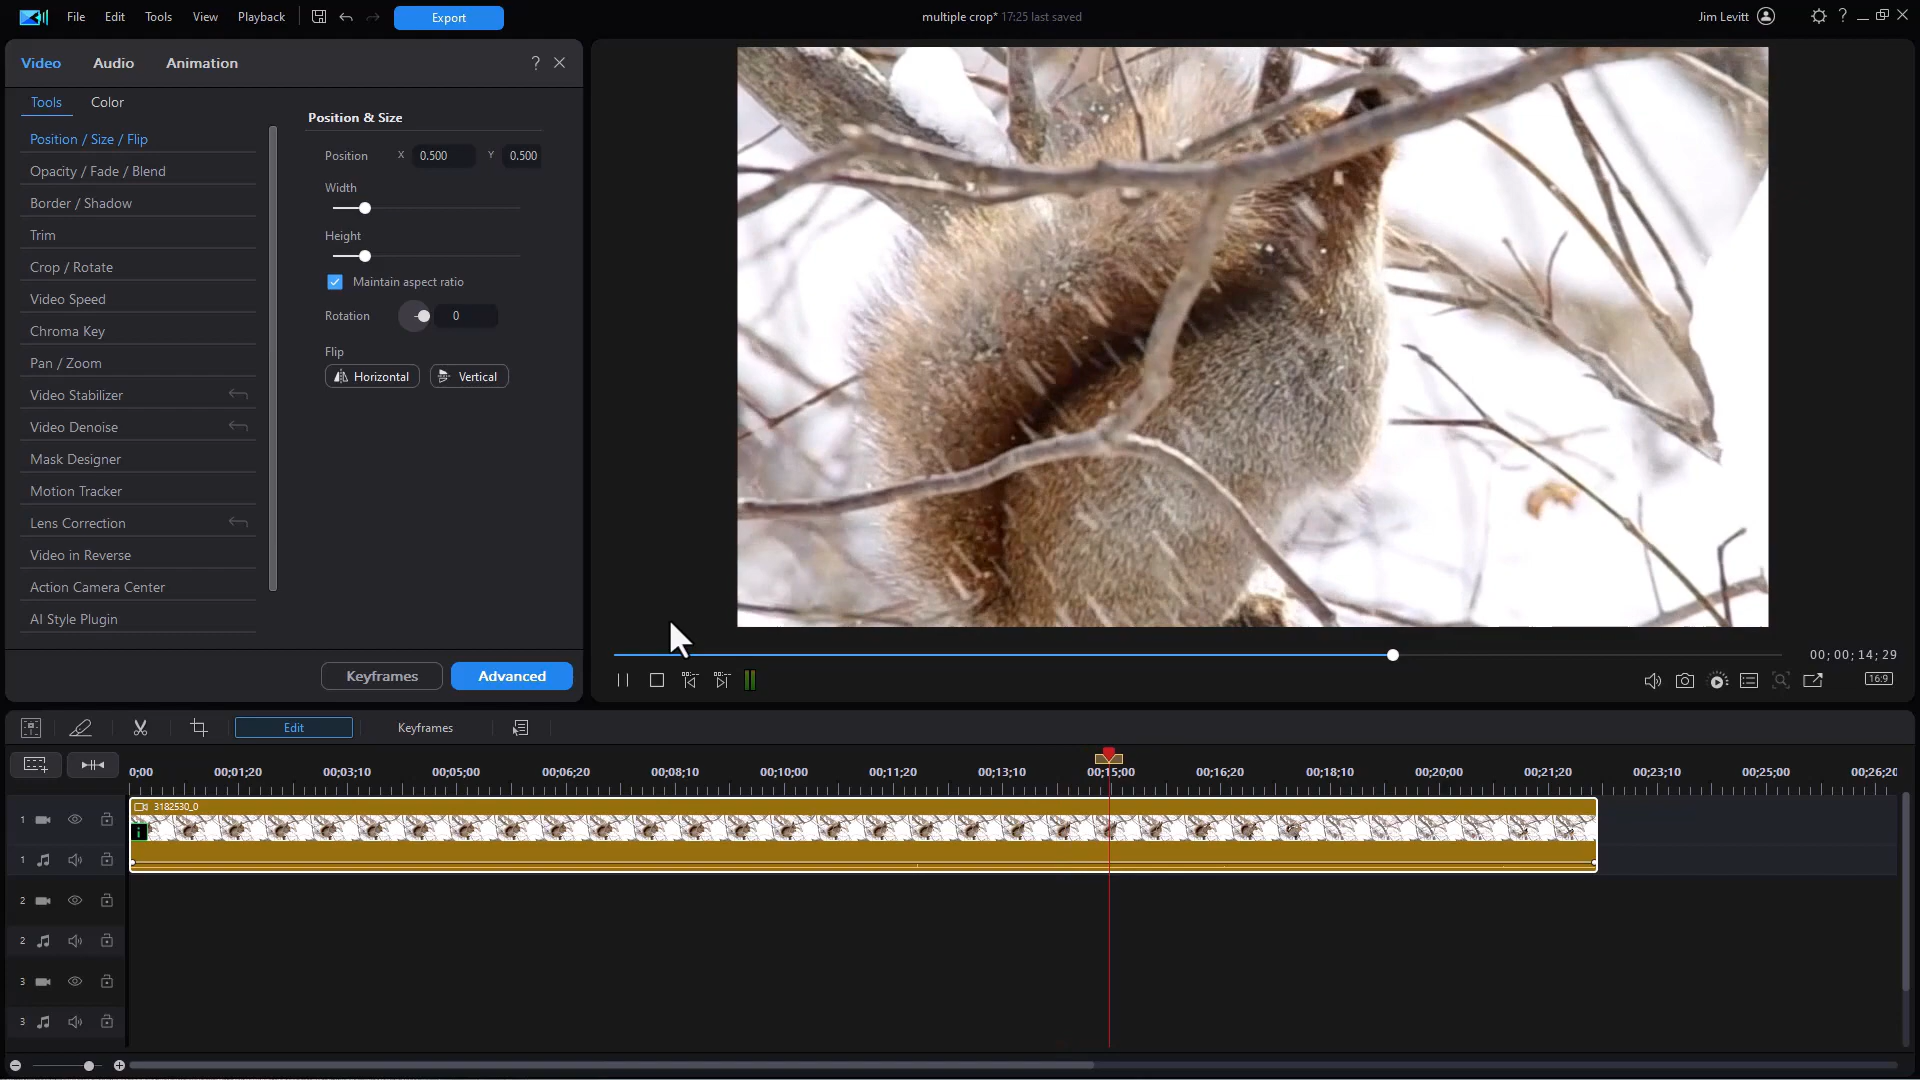 File Edit Tools View Playback Export multiple crop* 17:25 last saved Jim Levitt ?
Video Audio Animation ?
Tools Color
Position / Size / Flip
Opacity / Fade / Blend
Border / Shadow
Trim
Crop / Rotate
Video Speed
Chroma Key
Pan / Zoom
Video Stabilizer
Video Denoise
Mask Designer
Motion Tracker
Lens Correction
Video in Reverse
Action Camera Center
AI Style Plugin
Position & Size
Position X 0.500 Y 0.500
Width
Height
Maintain aspect ratio
Rotation 0
Flip
Horizontal Vertical
Keyframes Advanced
00; 00; 14; 29
16:9
Edit Keyframes
0;00 00;01;20 00;03;10 00;05;00 00;06;20 00;08;10 00;10;00 00;11;20 00;13;10 00;15;00 00;16;20 00;18;10 00;20;00 00;21;20 00;23;10 00;25;00 00;26;20
3182530_0
i
1
1
2
2
3
3